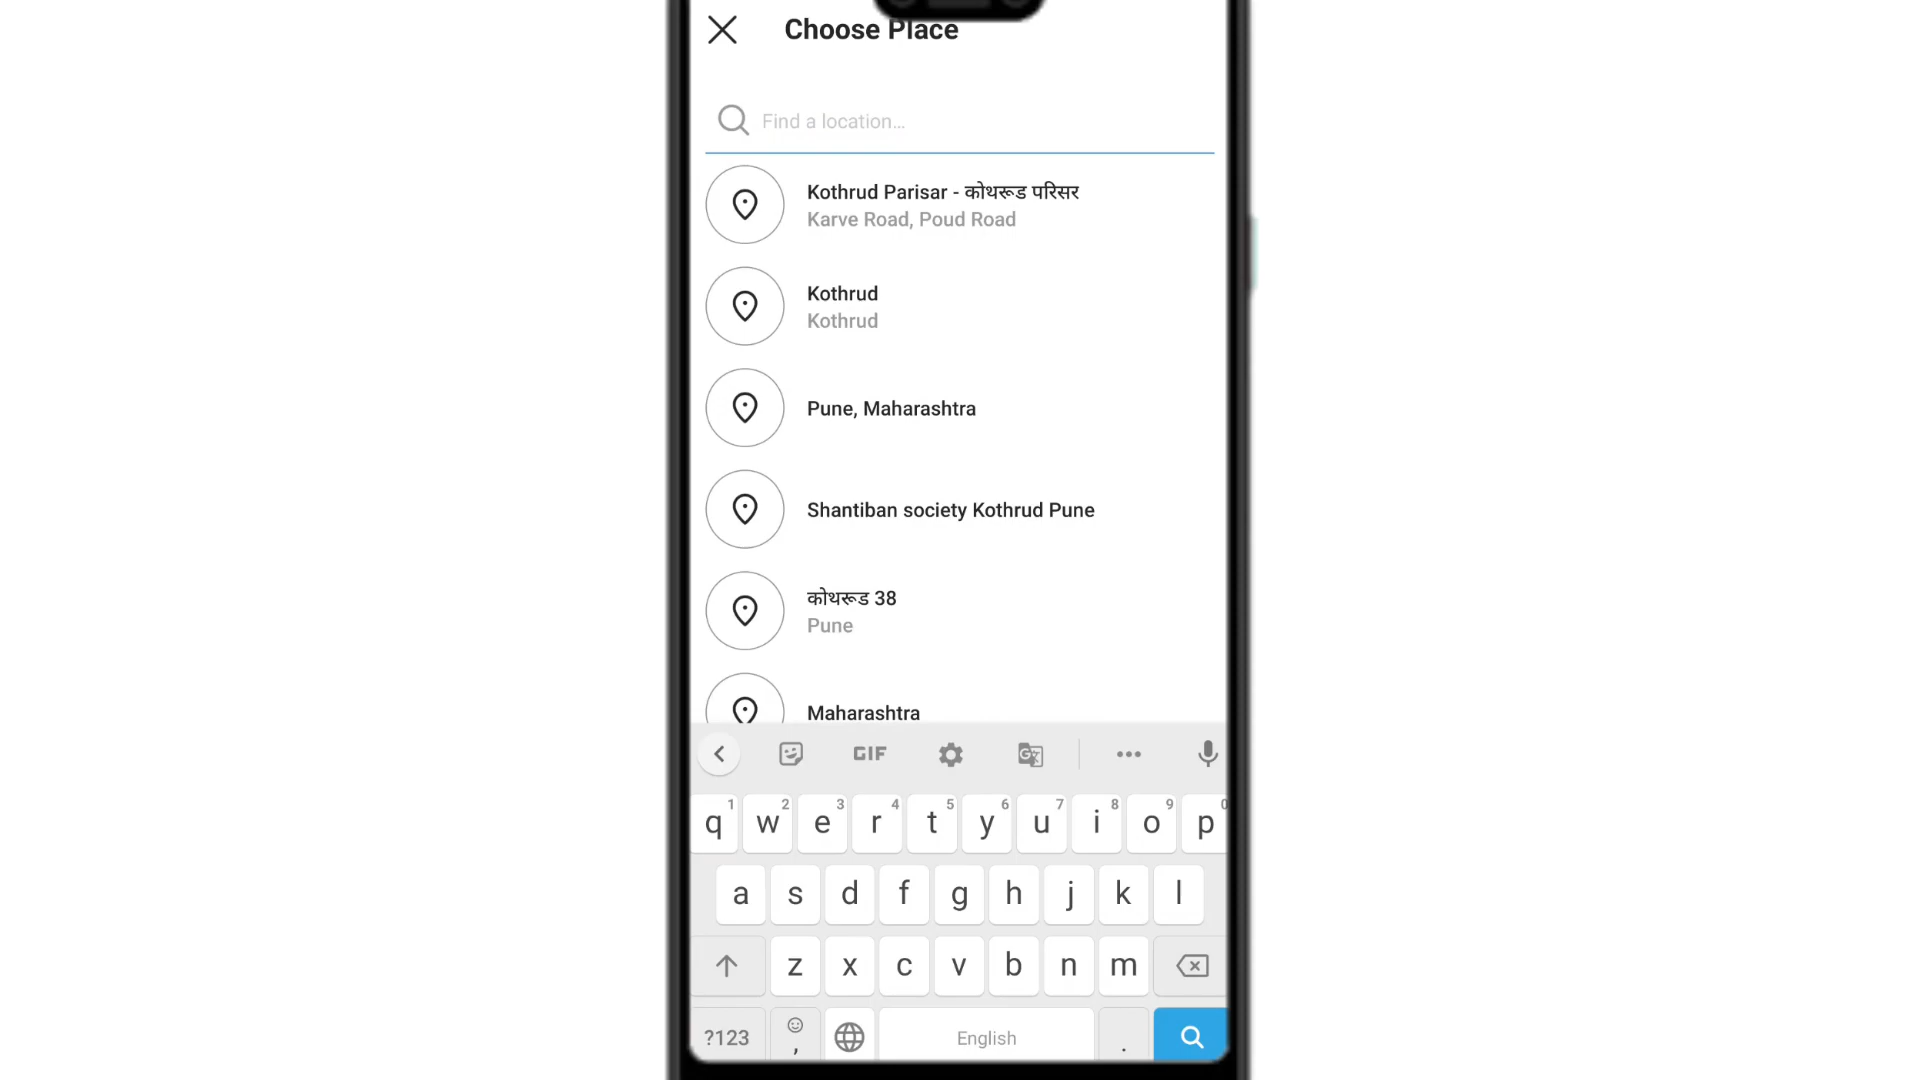 Choose Place
Find a location...
Kothrud Parisar - कोथरूड परिसर
Karve Road, Poud Road
Kothrud
Kothrud
Pune, Maharashtra
Shantiban society Kothrud Pune
कोथरूड 38
Pune
Maharashtra
GIF
1 2 3 4 5 6 7 8 9 0
q w e r t y u i o p
a s d f g h j k l
z x c v b n m
?123 , English .